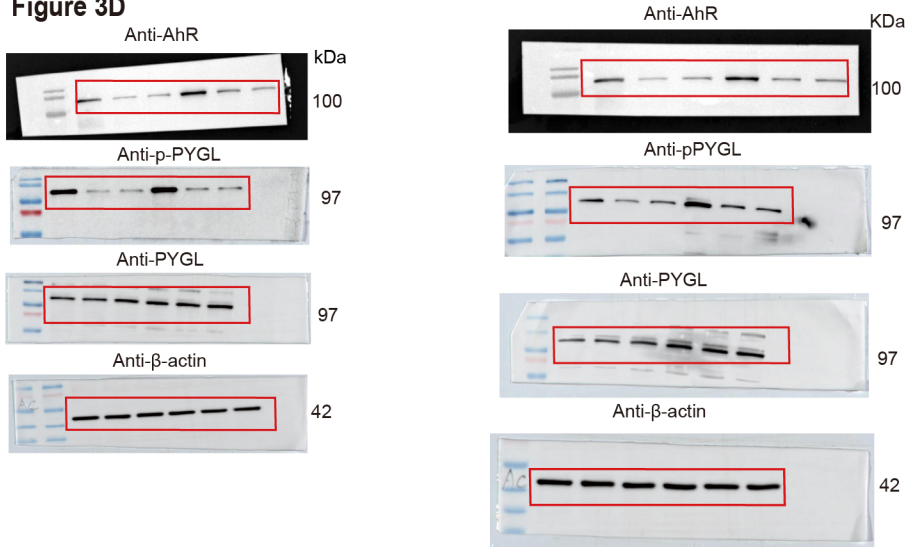 Figure 3D
Anti-AhR
kDa
100
Anti-p-PYGL
97
Anti-PYGL
97
Anti-β-actin
AC
42
Anti-AhR
KDa
100
Anti-pPYGL
97
Anti-PYGL
97
Anti-β-actin
AC
42